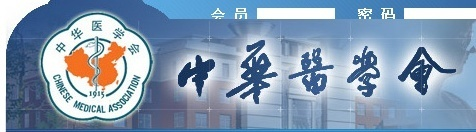 会员 密码
中华医学会
CHINESE MEDICAL ASSOCIATION
1915
中華醫學會